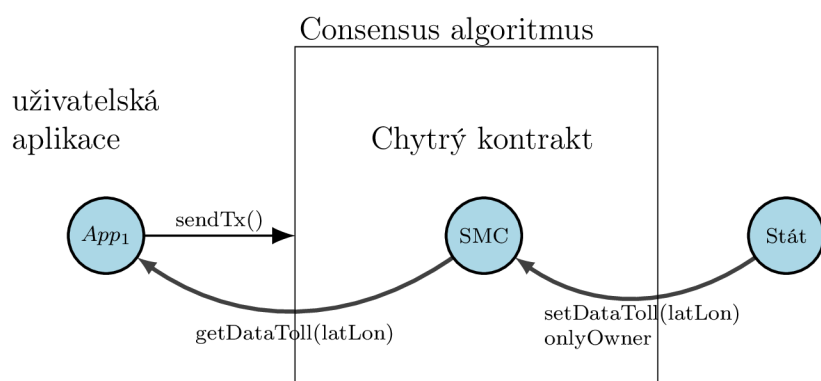 Consensus algoritmus
uživatelská
aplikace
Chytrý kontrakt
App₁
sendTx()
SMC
Stát
getDataToll(latLon)
setDataToll(latLon)
onlyOwner